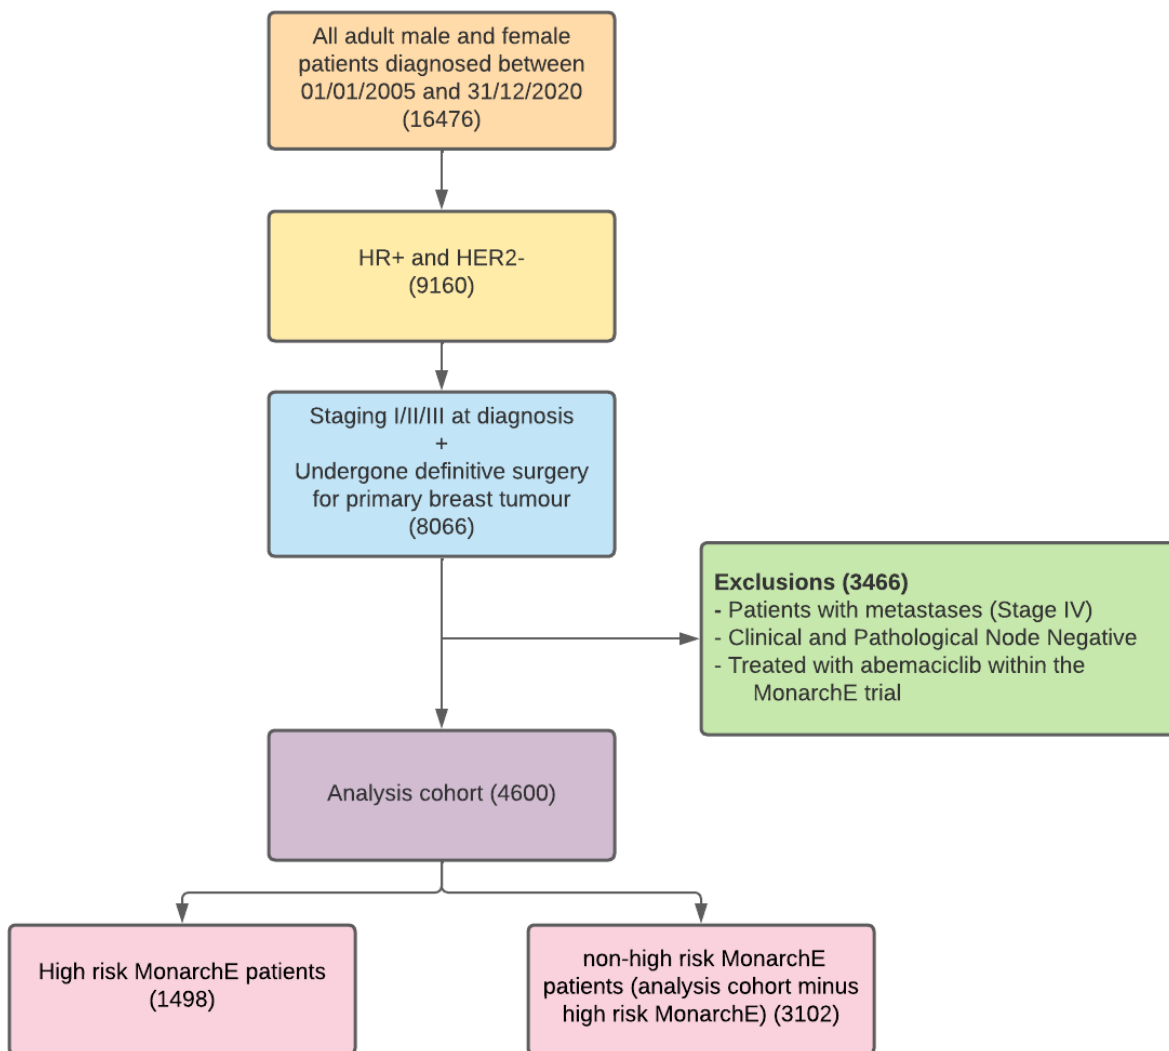 All adult male and female
patients diagnosed between
01/01/2005 and 31/12/2020
(16476)
HR+ and HER2-
(9160)
Staging I/II/III at diagnosis
+
Undergone definitive surgery
for primary breast tumour
(8066)
Exclusions (3466)
- Patients with metastases (Stage IV)
- Clinical and Pathological Node Negative
- Treated with abemaciclib within the
MonarchE trial
Analysis cohort (4600)
High risk MonarchE patients
(1498)
non-high risk MonarchE
patients (analysis cohort minus
high risk MonarchE) (3102)